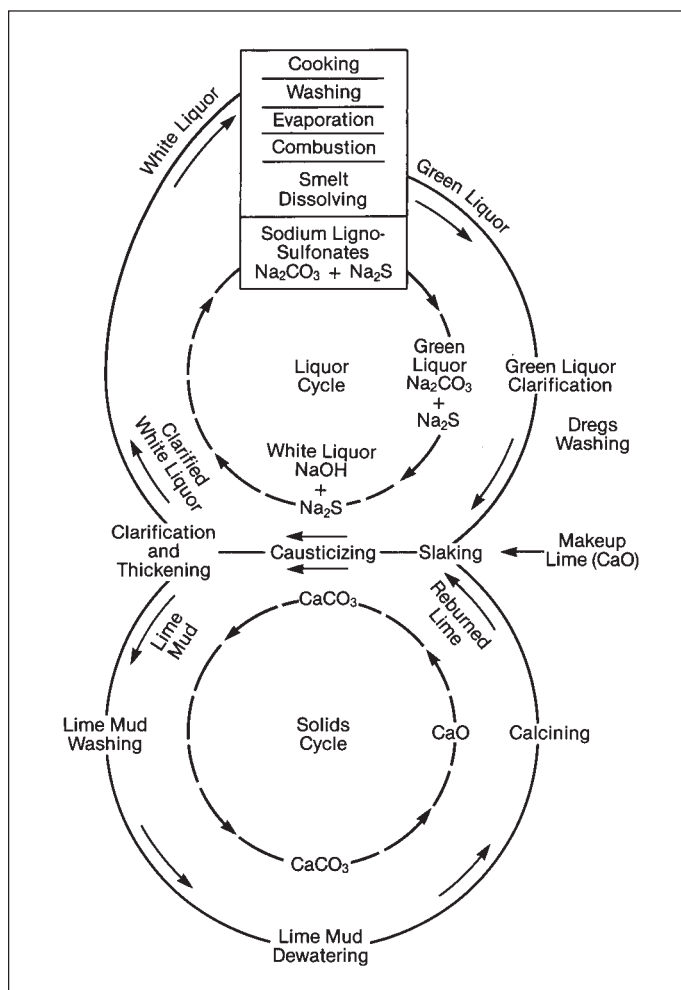 Cooking
Washing
Evaporation
Combustion
Smelt
Dissolving
Sodium Ligno-
Sulfonates
Na₂CO₃ + Na₂S
White Liquor
Green Liquor
Liquor
Cycle
Green
Liquor
Na₂CO₃
+
Na₂S
Green Liquor
Clarification
Dregs
Washing
White Liquor
NaOH
+
Na₂S
Clarified
White Liquor
Clarification
and
Thickening
Causticizing
Slaking
Makeup
Lime (CaO)
CaCO₃
Lime
Mud
Reburned
Lime
Lime Mud
Washing
Solids
Cycle
CaO
Calcining
CaCO₃
Lime Mud
Dewatering